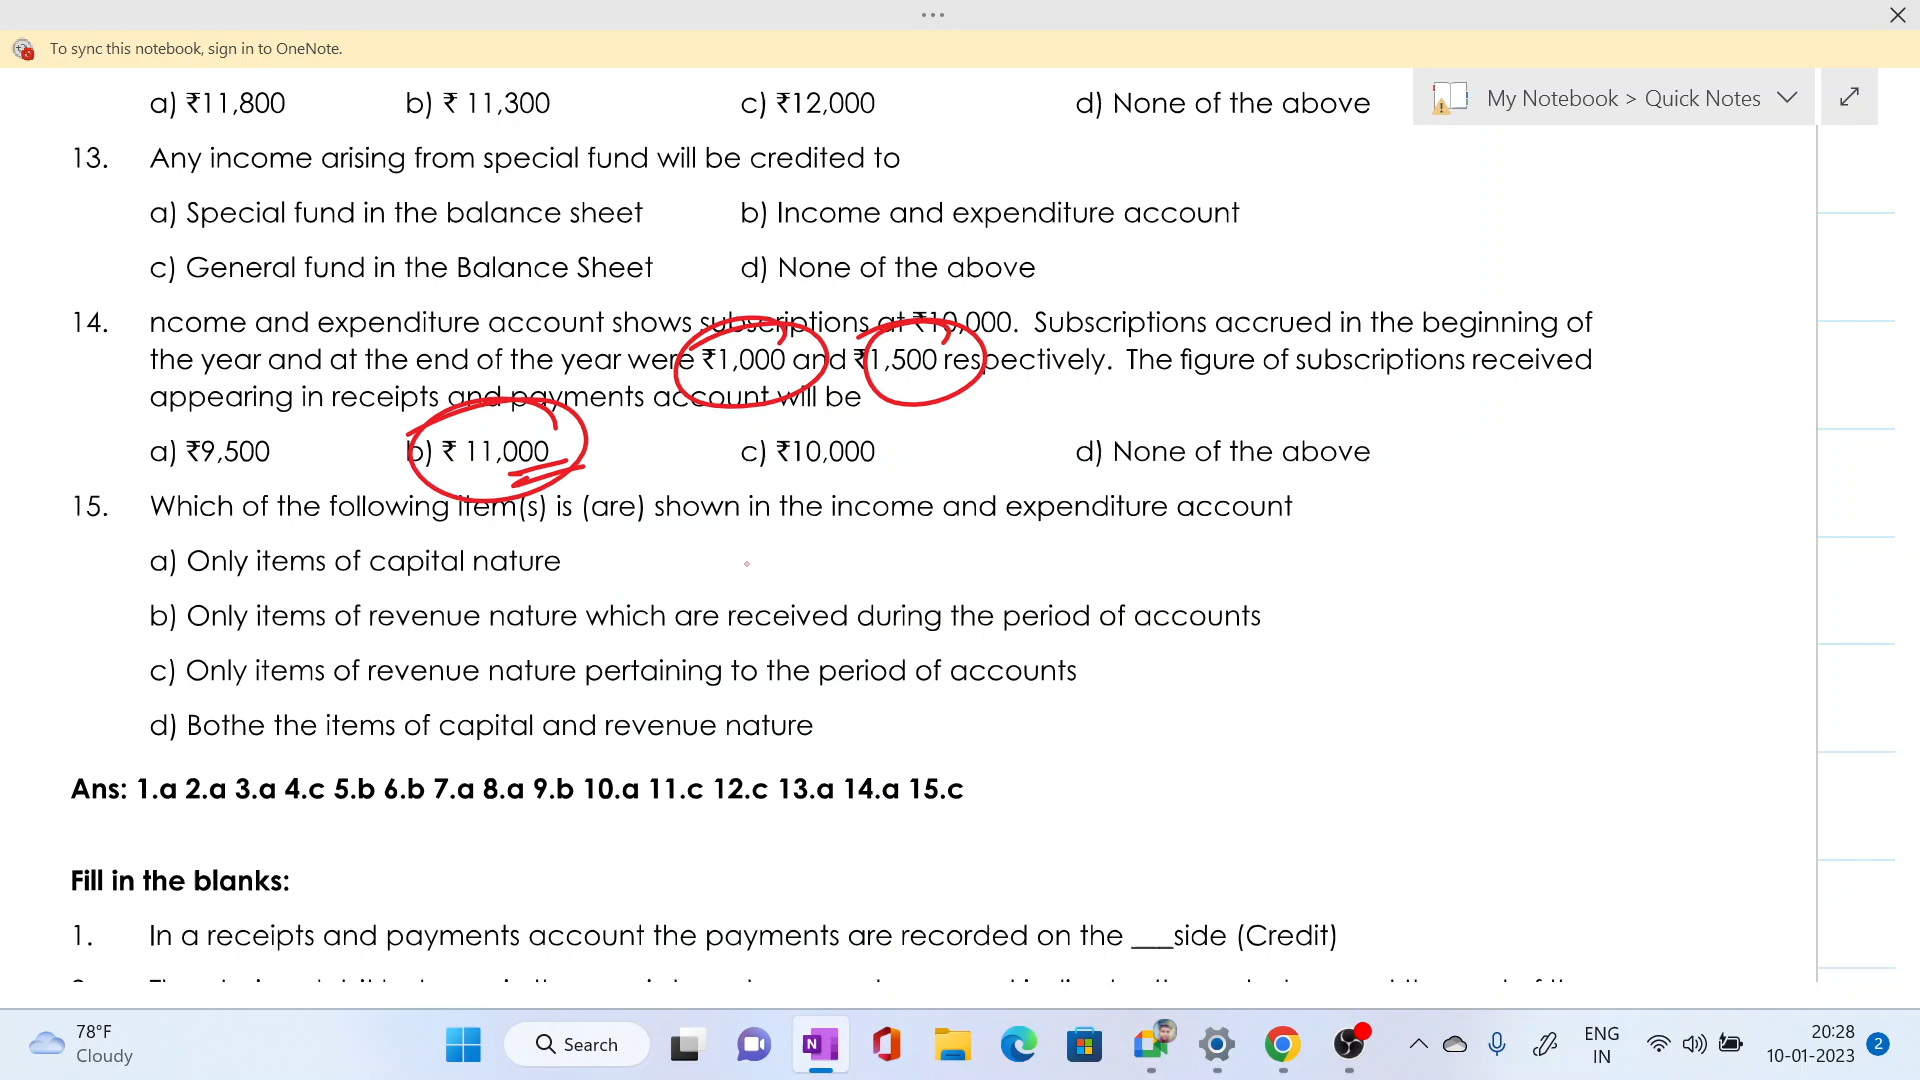 To sync this notebook, sign in to OneNote.
My Notebook > Quick Notes
a) ₹11,800 b) ₹ 11,300 c) ₹12,000 d) None of the above
13. Any income arising from special fund will be credited to
a) Special fund in the balance sheet b) Income and expenditure account
c) General fund in the Balance Sheet d) None of the above
14. ncome and expenditure account shows subscriptions at ₹10,000. Subscriptions accrued in the beginning of
the year and at the end of the year were ₹1,000 and ₹1,500 respectively. The figure of subscriptions received
appearing in receipts and payments account will be
a) ₹9,500 b) ₹ 11,000 c) ₹10,000 d) None of the above
15. Which of the following item(s) is (are) shown in the income and expenditure account
a) Only items of capital nature
b) Only items of revenue nature which are received during the period of accounts
c) Only items of revenue nature pertaining to the period of accounts
d) Bothe the items of capital and revenue nature
Ans: 1.a 2.a 3.a 4.c 5.b 6.b 7.a 8.a 9.b 10.a 11.c 12.c 13.a 14.a 15.c
Fill in the blanks:
1. In a receipts and payments account the payments are recorded on the ___side (Credit)
78°F
Cloudy
Search
ENG
IN
20:28
10-01-2023
2